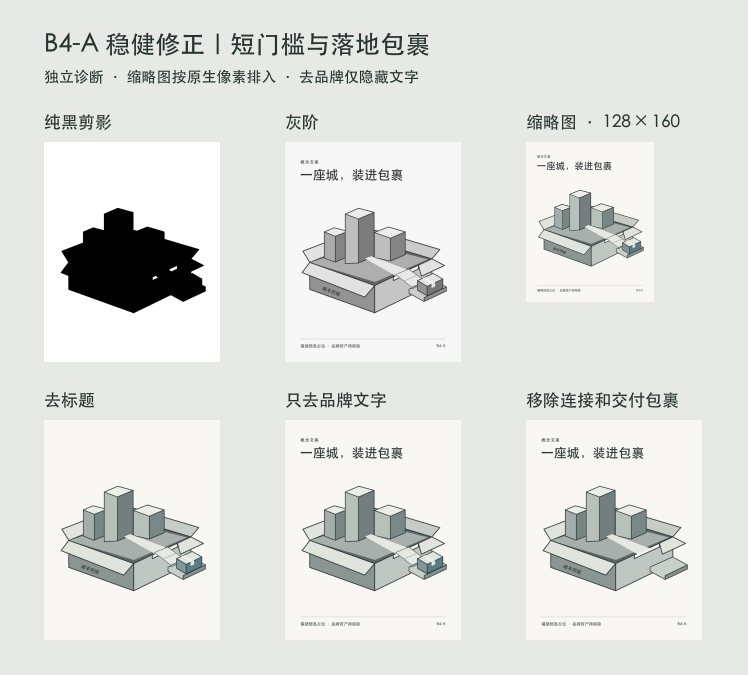 B4-A 稳健修正丨短门槛与落地包裹
独立诊断 · 缩略图按原生像素排入 · 去品牌仅隐藏文字
纯黑剪影
灰阶
缩略图 · 128×160
概念文案
一座城，装进包裹
B4-A
概念文案
一座城，装进包裹
B4-A
去标题
只去品牌文字
移除连接和交付包裹
概念文案
一座城，装进包裹
B4-A
概念文案
一座城，装进包裹
B4-A